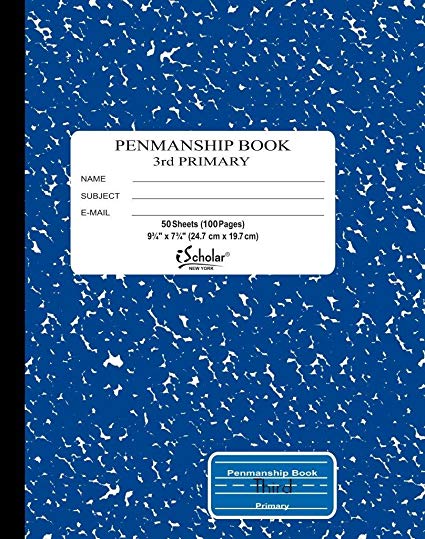 PENMANSHIP BOOK
3rd PRIMARY
NAME
SUBJECT
E-MAIL
50 Sheets (100 Pages)
9¾" x 7¾" (24.7 cm x 19.7 cm)
iScholar®
NEW YORK
Penmanship Book
Third
Primary